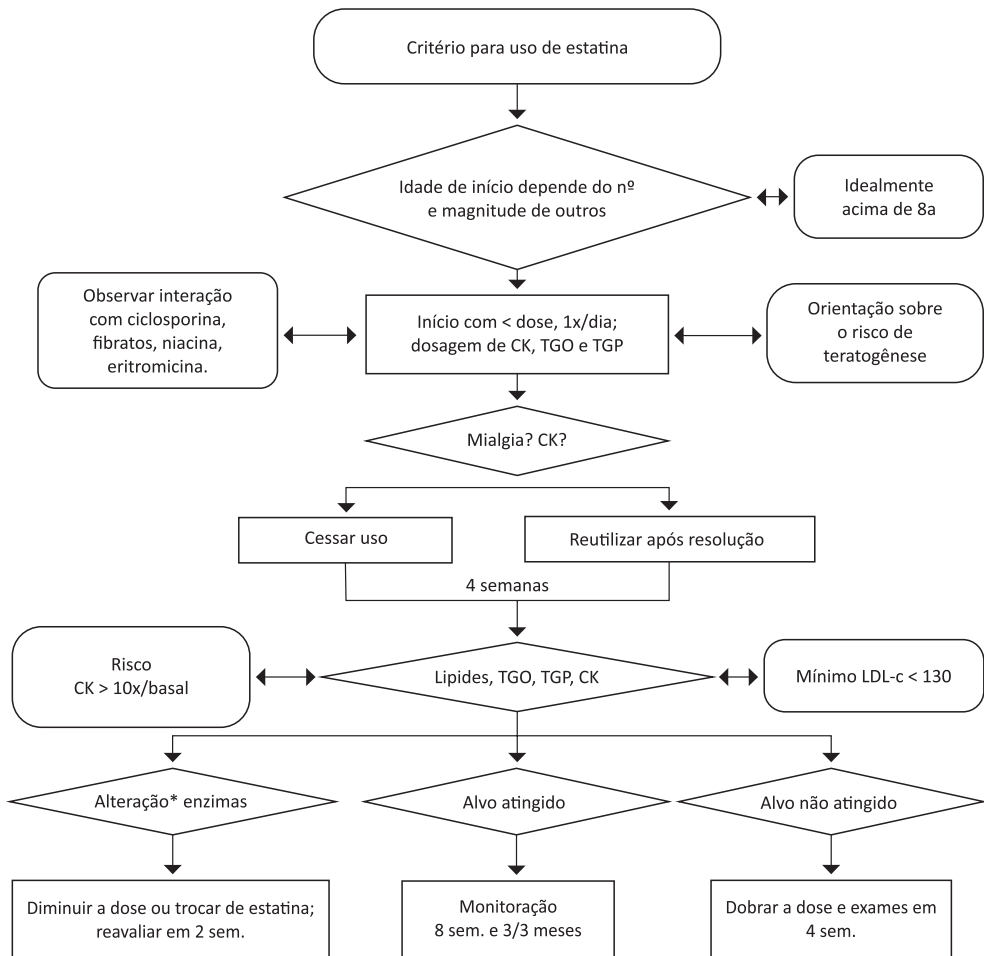 Critério para uso de estatina
Idade de início depende do nº
e magnitude de outros
Idealmente
acima de 8a
Observar interação
com ciclosporina,
fibratos, niacina,
eritromicina.
Início com < dose, 1x/dia;
dosagem de CK, TGO e TGP
Orientação sobre
o risco de
teratogênese
Mialgia? CK?
Cessar uso
Reutilizar após resolução
4 semanas
Risco
CK > 10x/basal
Lipides, TGO, TGP, CK
Mínimo LDL-c < 130
Alteração* enzimas
Alvo atingido
Alvo não atingido
Diminuir a dose ou trocar de estatina;
reavaliar em 2 sem.
Monitoração
8 sem. e 3/3 meses
Dobrar a dose e exames em
4 sem.